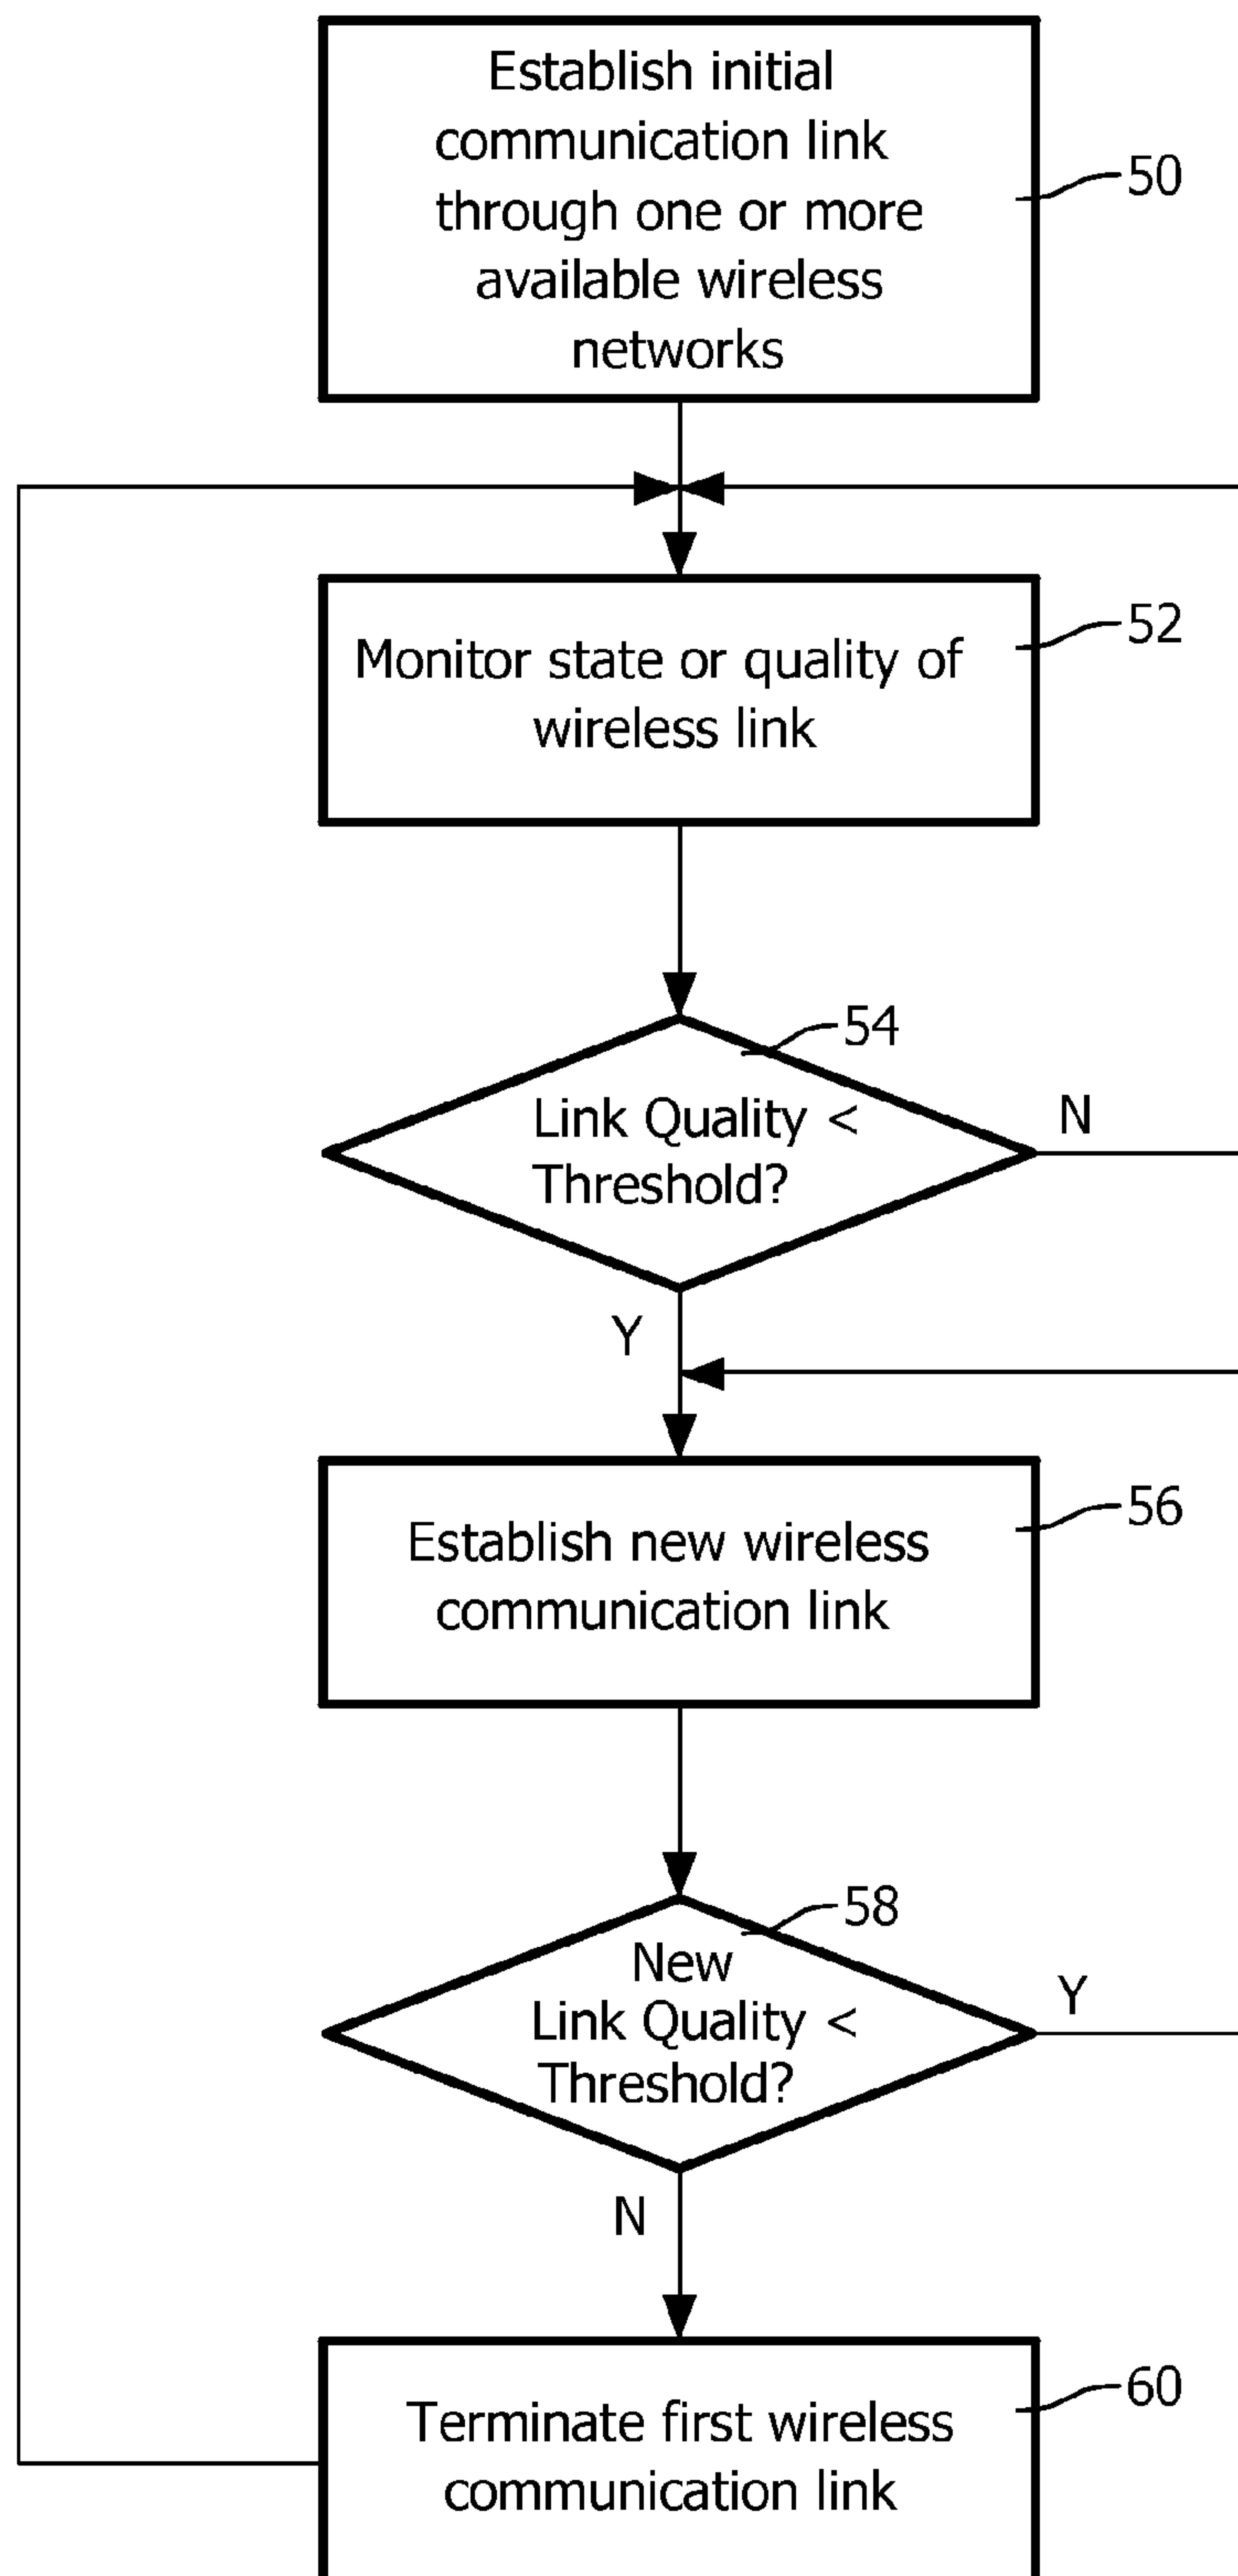 Establish initial
communication link
through one or more
available wireless
networks
50
Monitor state or quality of
wireless link
52
54
Link Quality <
Threshold?
N
Y
Establish new wireless
communication link
56
58
New
Link Quality <
Threshold?
Y
N
Terminate first wireless
communication link
60